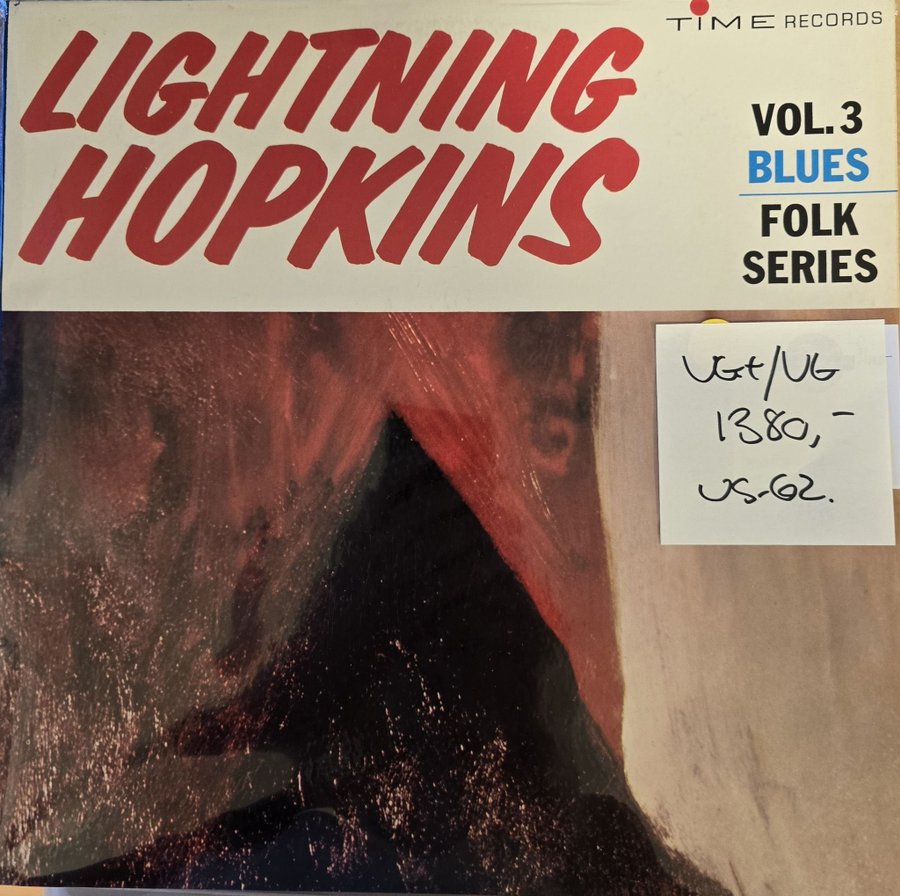 TIME RECORDS
LIGHTNING
HOPKINS
VOL. 3
BLUES
FOLK
SERIES
VG+/VG
1380,-
US-62.